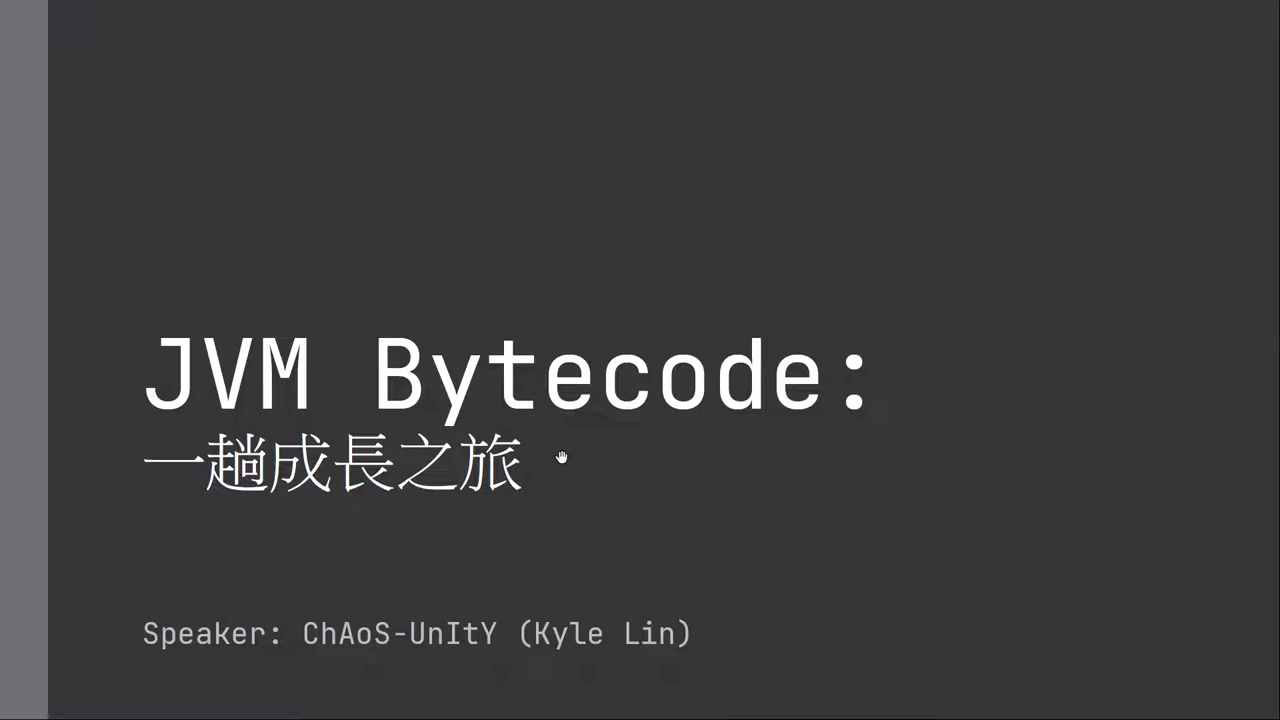 JVM Bytecode:
一趟成長之旅
Speaker: ChAoS-UnItY (Kyle Lin)